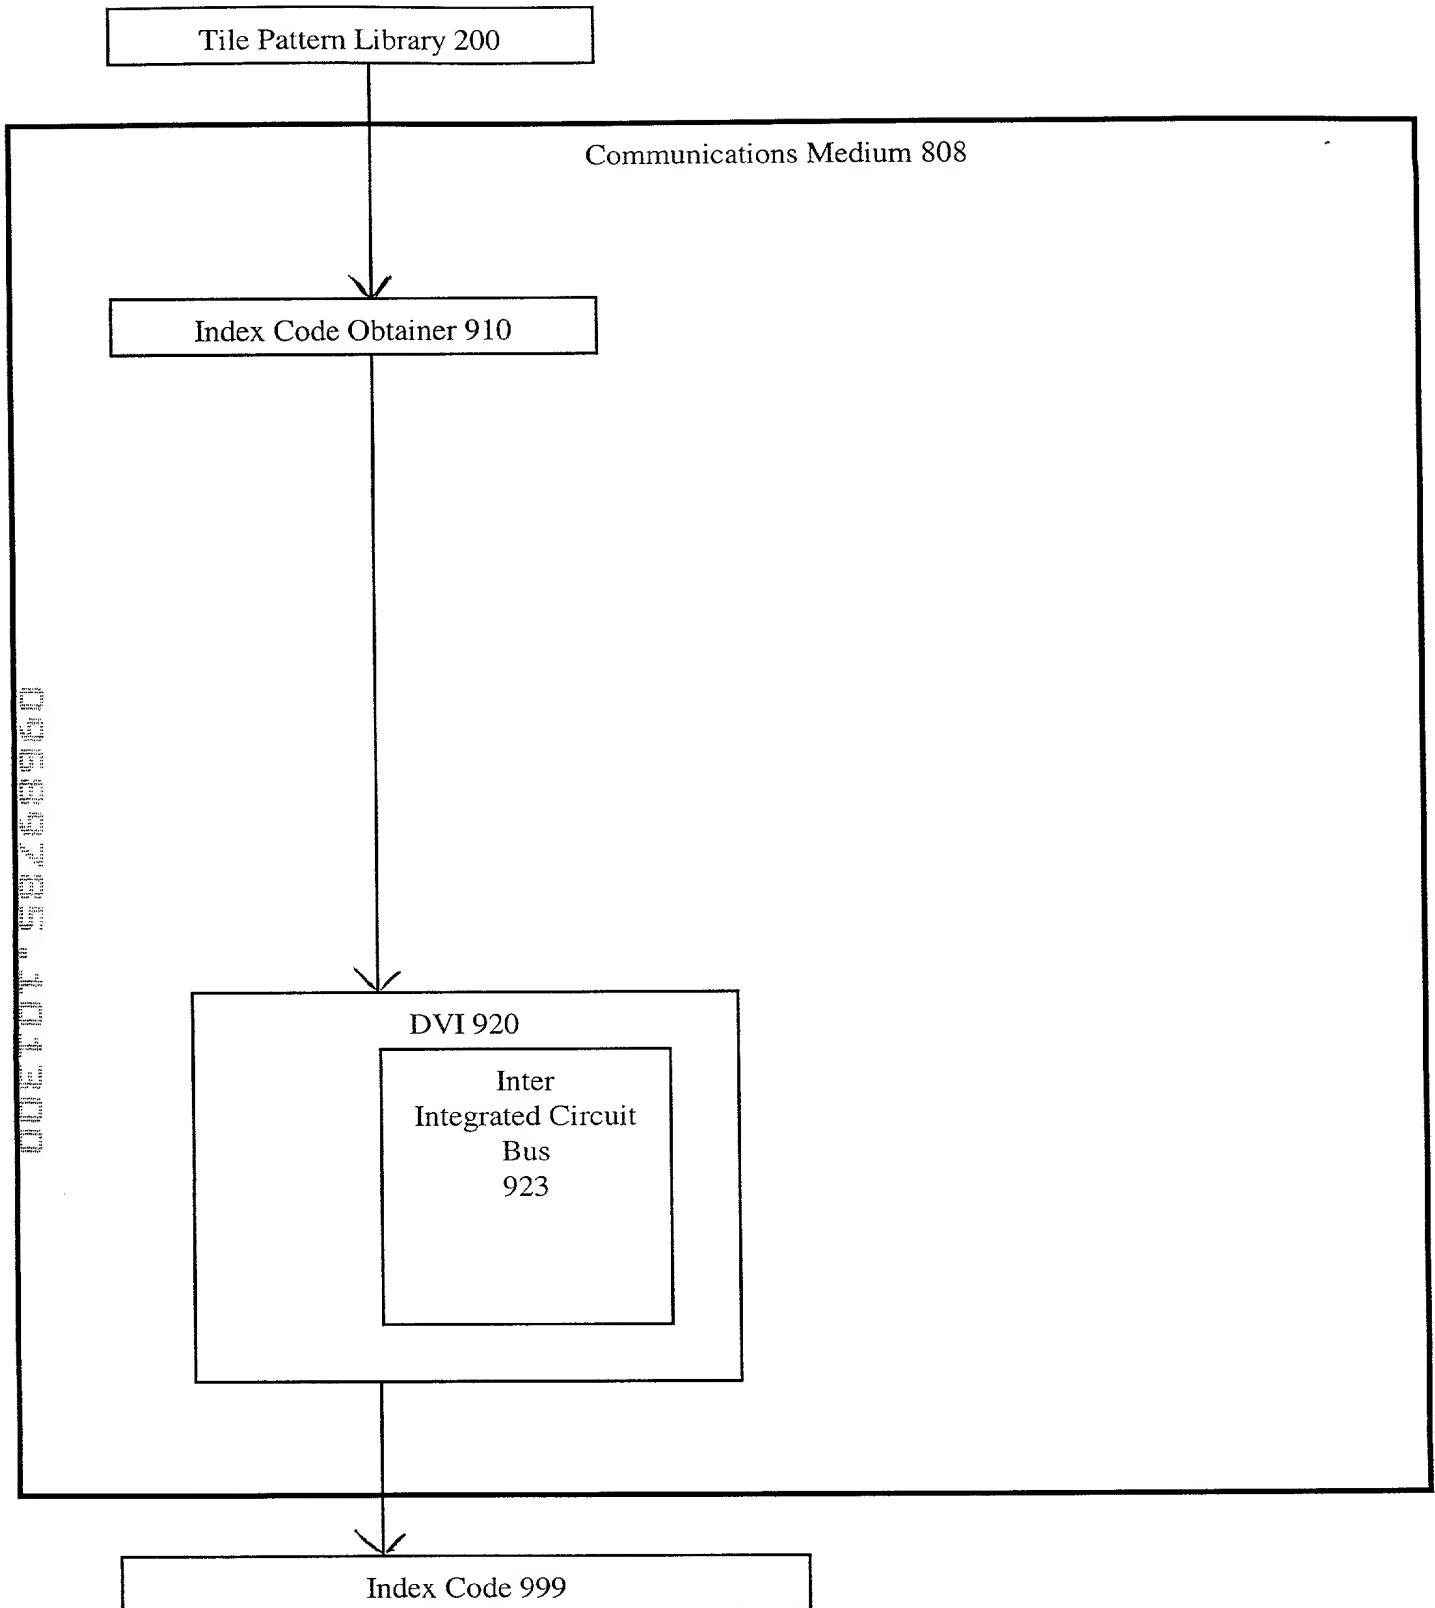 Tile Pattern Library 200
Communications Medium 808
Index Code Obtainer 910
DVI 920
Inter
Integrated Circuit
Bus
923
Index Code 999